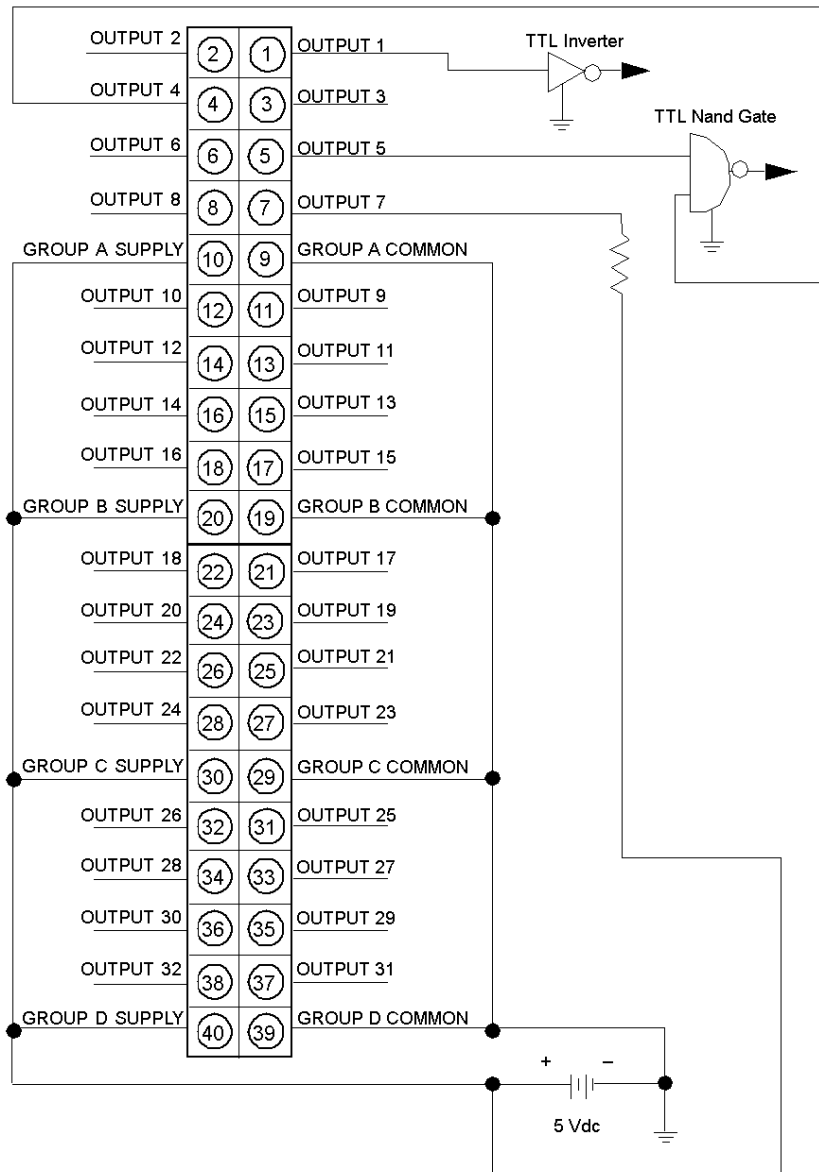 TTL Inverter
OUTPUT 2 2 1 OUTPUT 1
OUTPUT 4 4 3 OUTPUT 3
TTL Nand Gate
OUTPUT 6 6 5 OUTPUT 5
OUTPUT 8 8 7 OUTPUT 7
GROUP A SUPPLY 10 9 GROUP A COMMON
OUTPUT 10 12 11 OUTPUT 9
OUTPUT 12 14 13 OUTPUT 11
OUTPUT 14 16 15 OUTPUT 13
OUTPUT 16 18 17 OUTPUT 15
GROUP B SUPPLY 20 19 GROUP B COMMON
OUTPUT 18 22 21 OUTPUT 17
OUTPUT 20 24 23 OUTPUT 19
OUTPUT 22 26 25 OUTPUT 21
OUTPUT 24 28 27 OUTPUT 23
GROUP C SUPPLY 30 29 GROUP C COMMON
OUTPUT 26 32 31 OUTPUT 25
OUTPUT 28 34 33 OUTPUT 27
OUTPUT 30 36 35 OUTPUT 29
OUTPUT 32 38 37 OUTPUT 31
GROUP D SUPPLY 40 39 GROUP D COMMON
+ –
5 Vdc